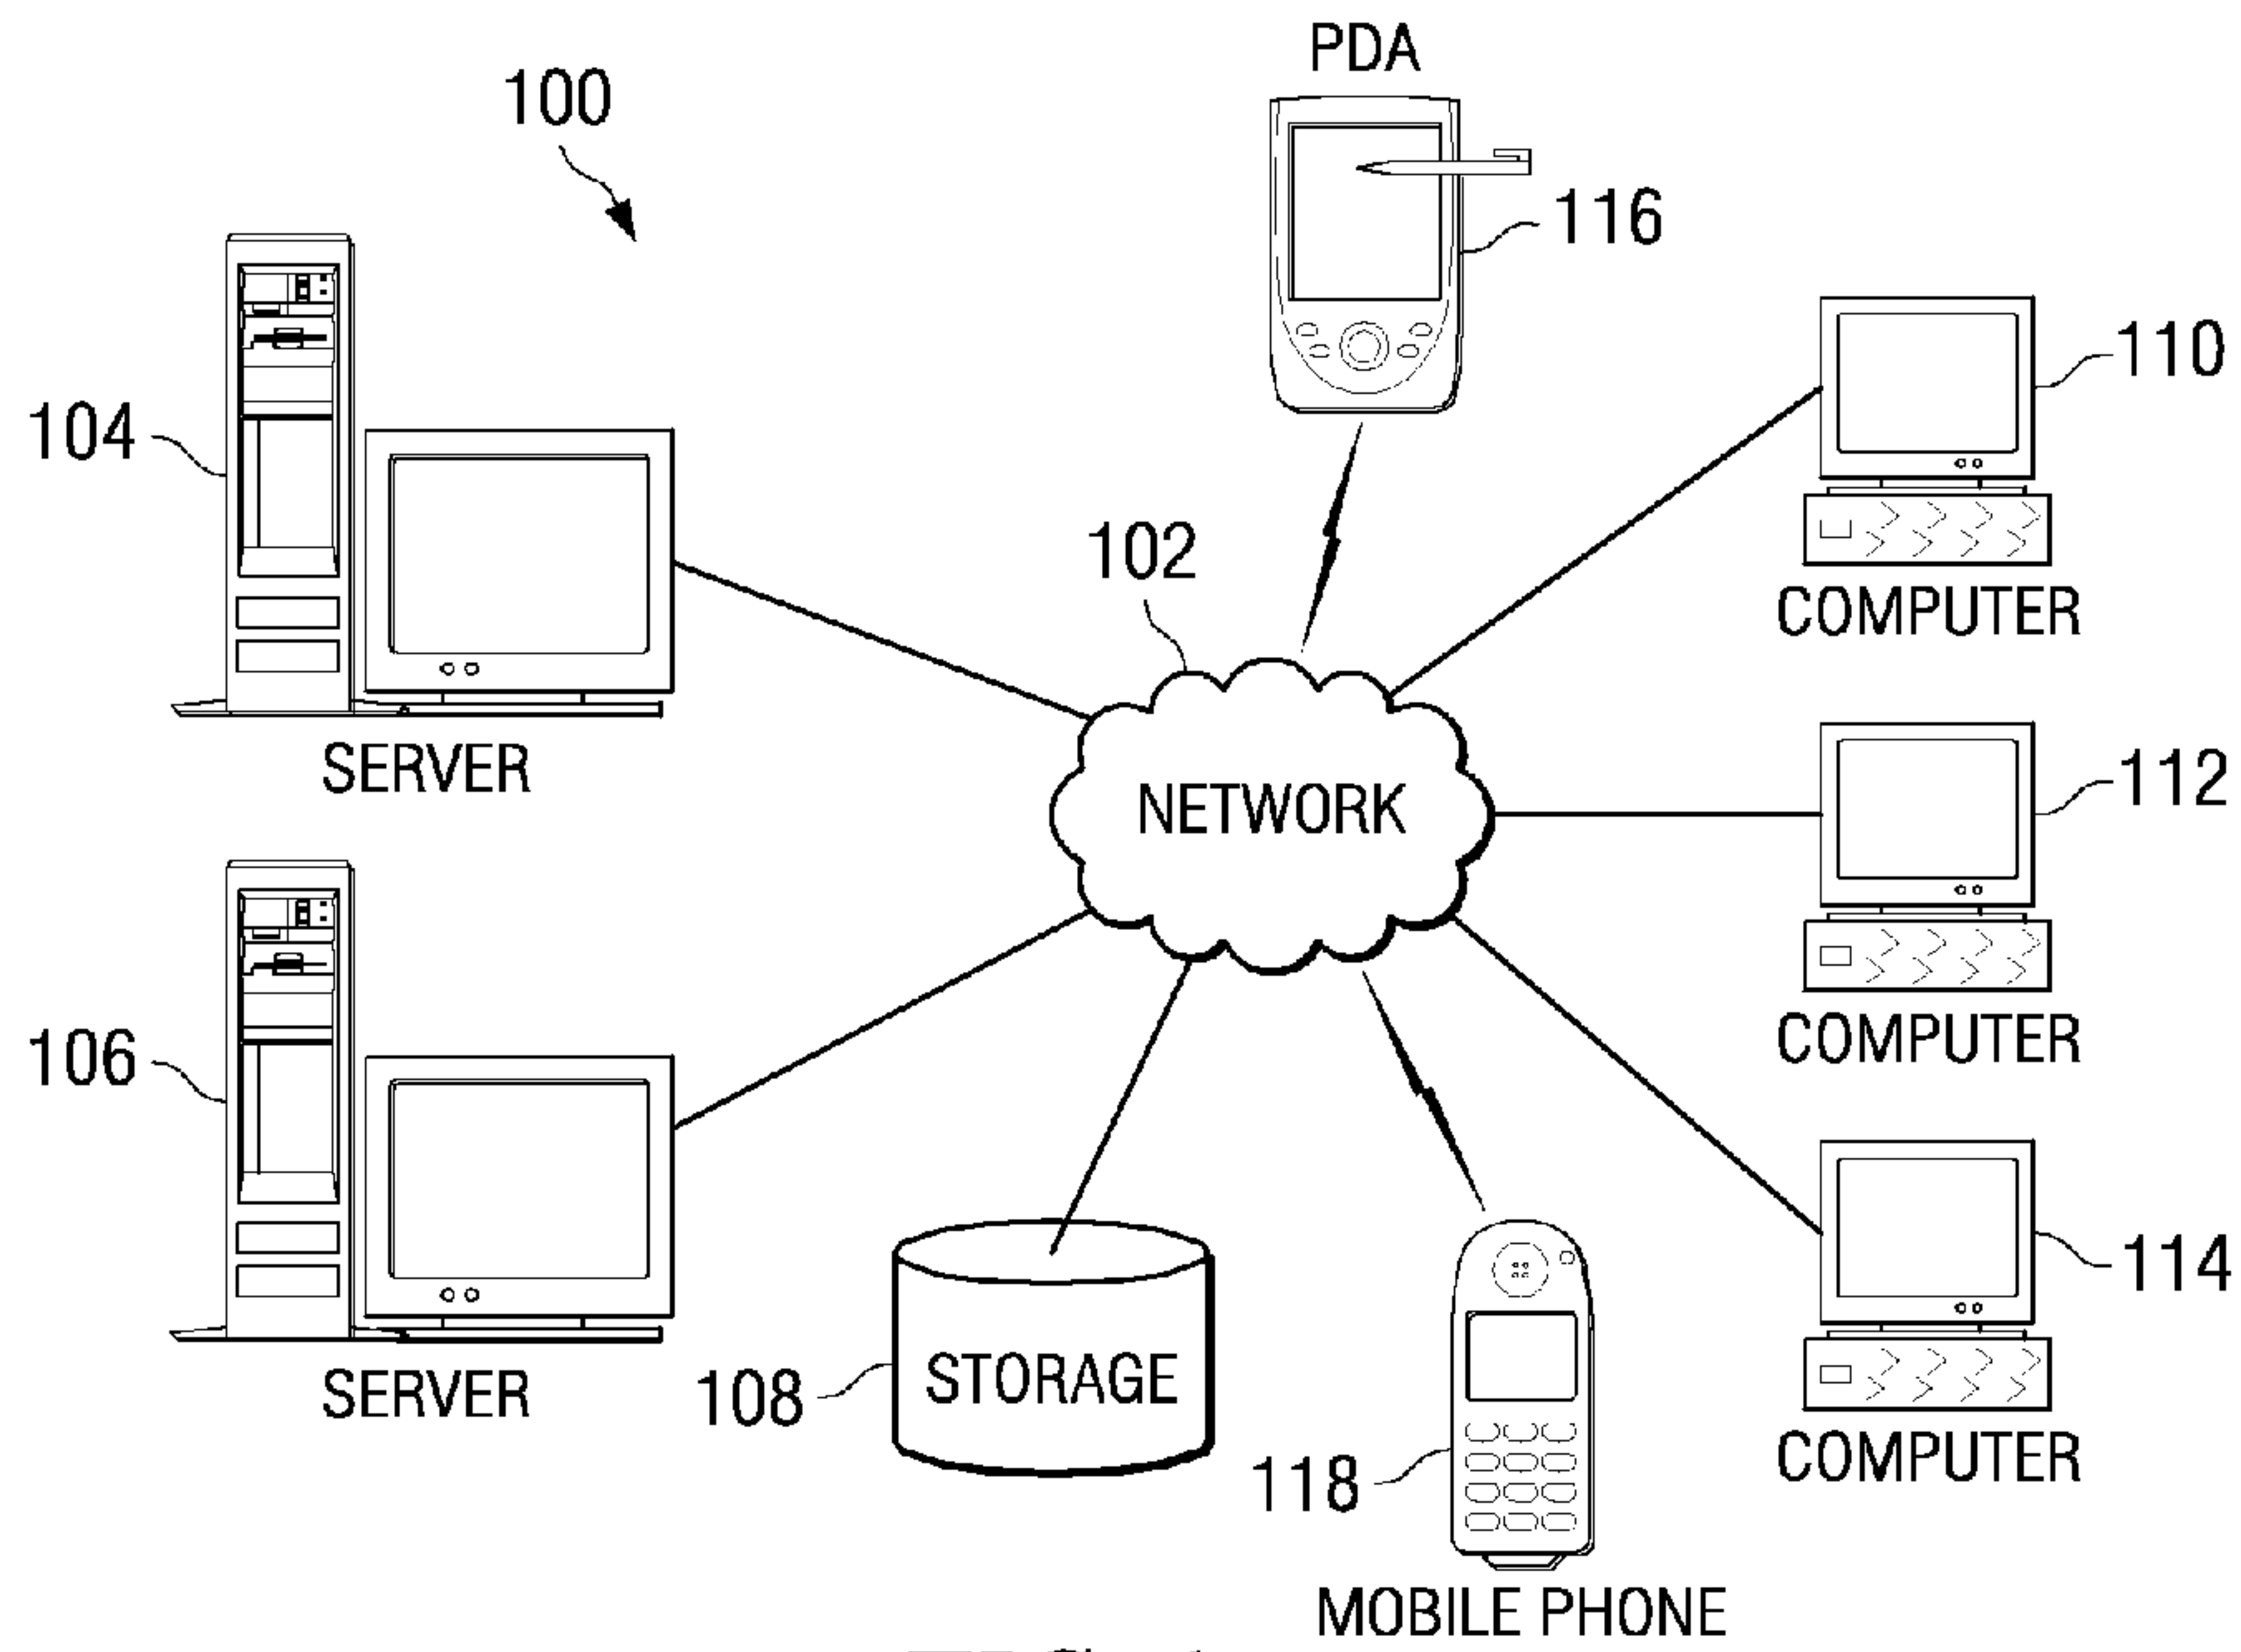 PDA
100
116
110
104
102
COMPUTER
SERVER
NETWORK
112
COMPUTER
106
114
SERVER
108
STORAGE
118
COMPUTER
MOBILE PHONE